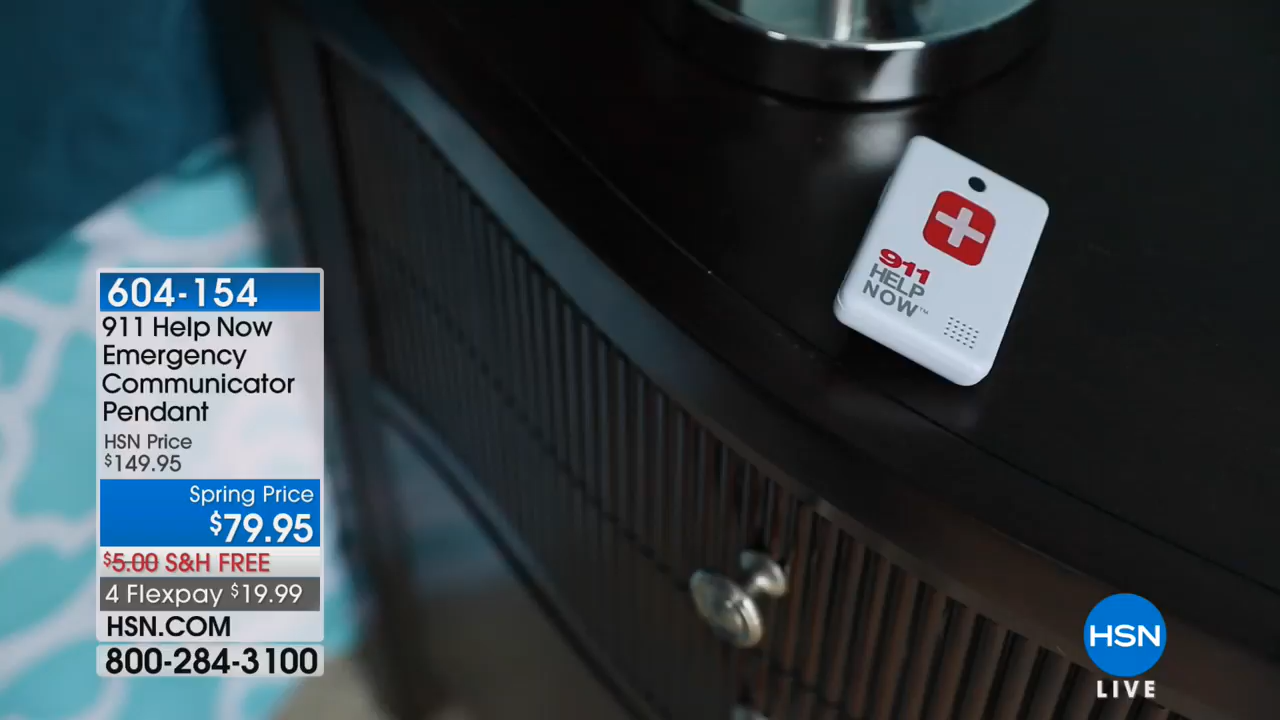 604-154
911 Help Now
Emergency
Communicator
Pendant
HSN Price
$149.95
Spring Price
$79.95
$5.00 S&H FREE
4 Flexpay $19.99
HSN.COM
800-284-3100
911
HELP
NOW™
HSN
LIVE